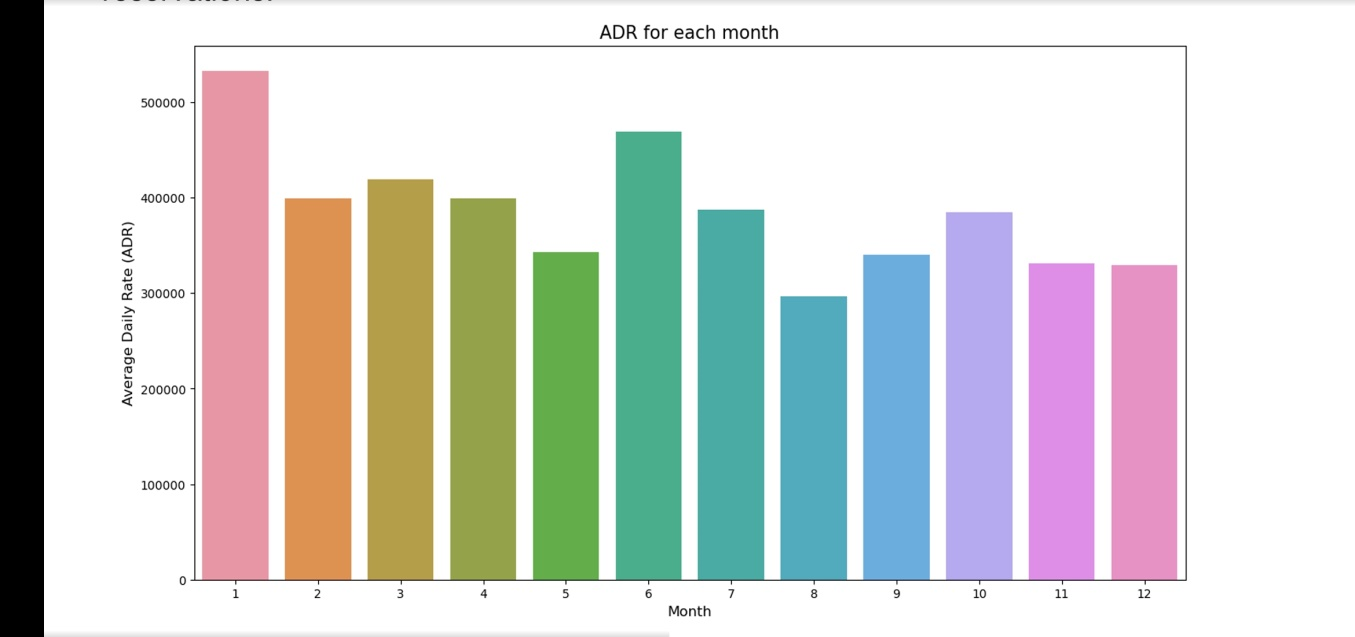 ADR for each month
500000
400000
300000
200000
100000
0
Average Daily Rate (ADR)
1 2 3 4 5 6 7 8 9 10 11 12
Month